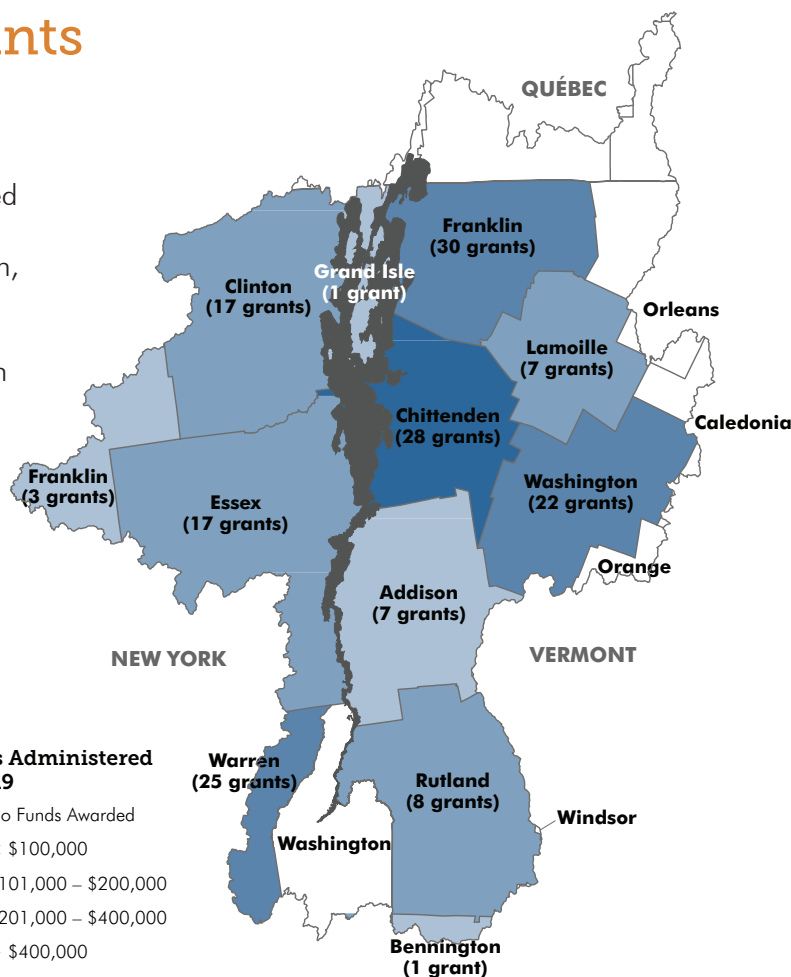 nts
ed
n,
n
QUÉBEC
Franklin
(30 grants)
Grand Isle
(1 grant)
Clinton
(17 grants)
Orleans
Lamoille
(7 grants)
Chittenden
(28 grants)
Caledonia
Franklin
(3 grants)
Essex
(17 grants)
Washington
(22 grants)
Orange
Addison
(7 grants)
NEW YORK
VERMONT
s Administered
19
o Funds Awarded
$100,000
101,000 – $200,000
201,000 – $400,000
$400,000
Warren
(25 grants)
Rutland
(8 grants)
Windsor
Washington
Bennington
(1 grant)